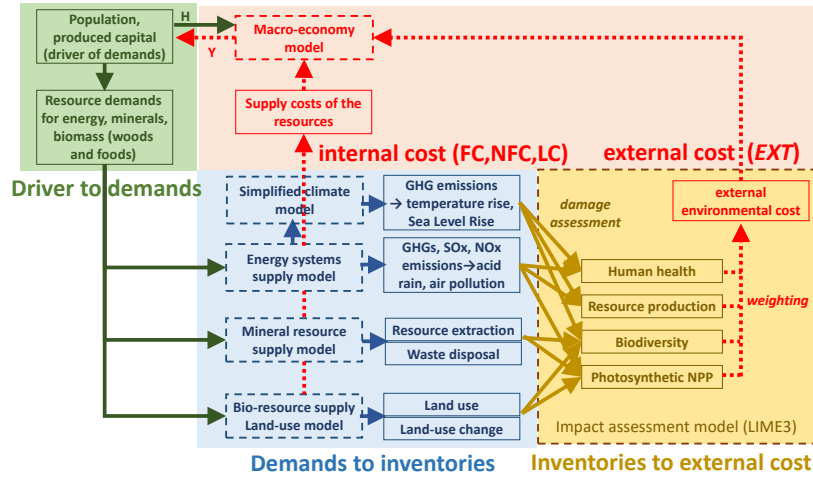 Population,
produced capital
(driver of demands)
H
Y
Macro-economy
model
Resource demands
for energy, minerals,
biomass (woods
and foods)
Supply costs of the
resources
internal cost (FC,NFC,LC)
external cost (EXT)
Driver to demands
Simplified climate
model
GHG emissions
→ temperature rise,
Sea Level Rise
damage
assessment
external
environmental cost
Energy systems
supply model
GHGs, SOx, NOx
emissions→acid
rain, air pollution
Human health
Resource production
weighting
Mineral resource
supply model
Resource extraction
Waste disposal
Biodiversity
Photosynthetic NPP
Bio-resource supply
Land-use model
Land use
Land-use change
Impact assessment model (LIME3)
Demands to inventories
Inventories to external cost